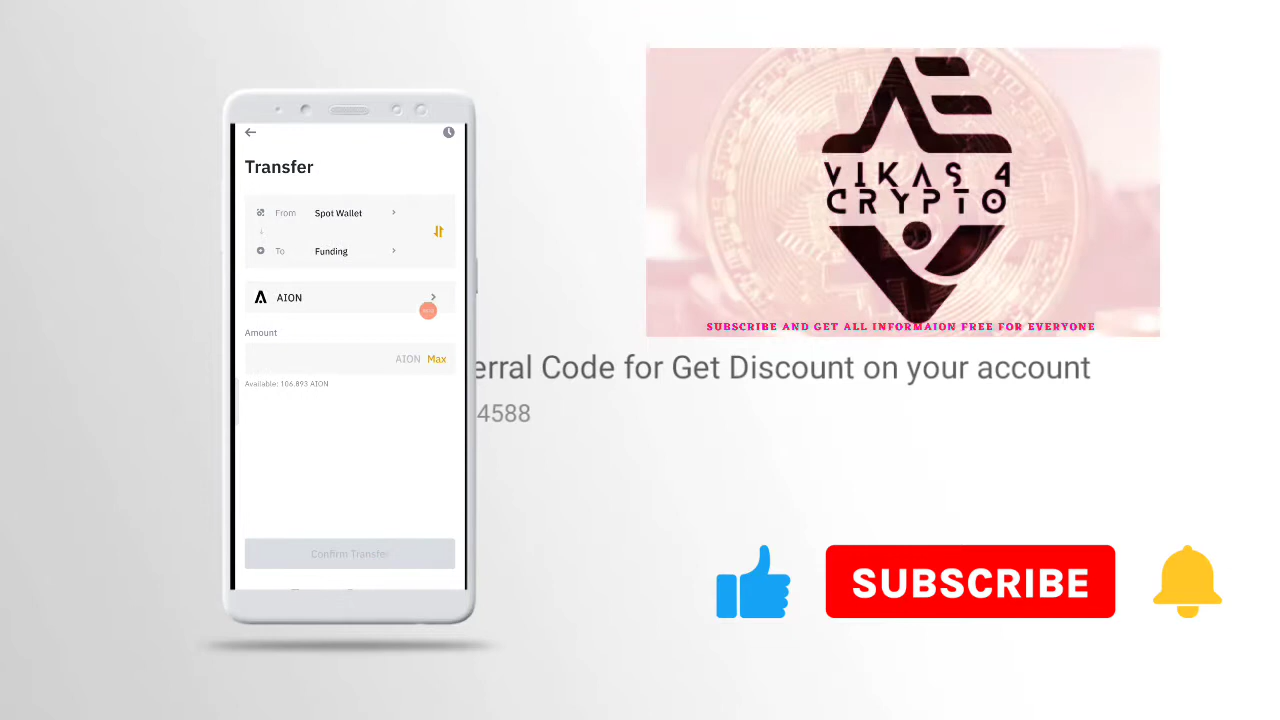 Transfer
From Spot Wallet
To Funding
AION
Amount
AION Max
Available: 106.893 AION
Confirm Transfer
VIKAS 4
CRYPTO
SUBSCRIBE AND GET ALL INFORMAION FREE FOR EVERYONE
erral Code for Get Discount on your account
4588
SUBSCRIBE